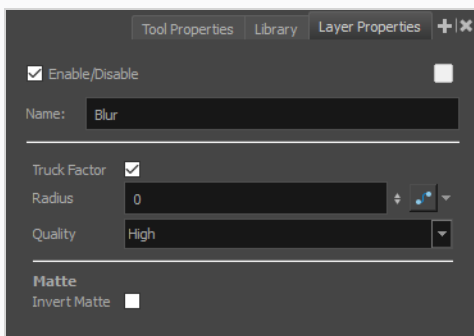 Tool Properties Library Layer Properties
Enable/Disable
Name: Blur
Truck Factor
Radius 0
Quality High
Matte
Invert Matte